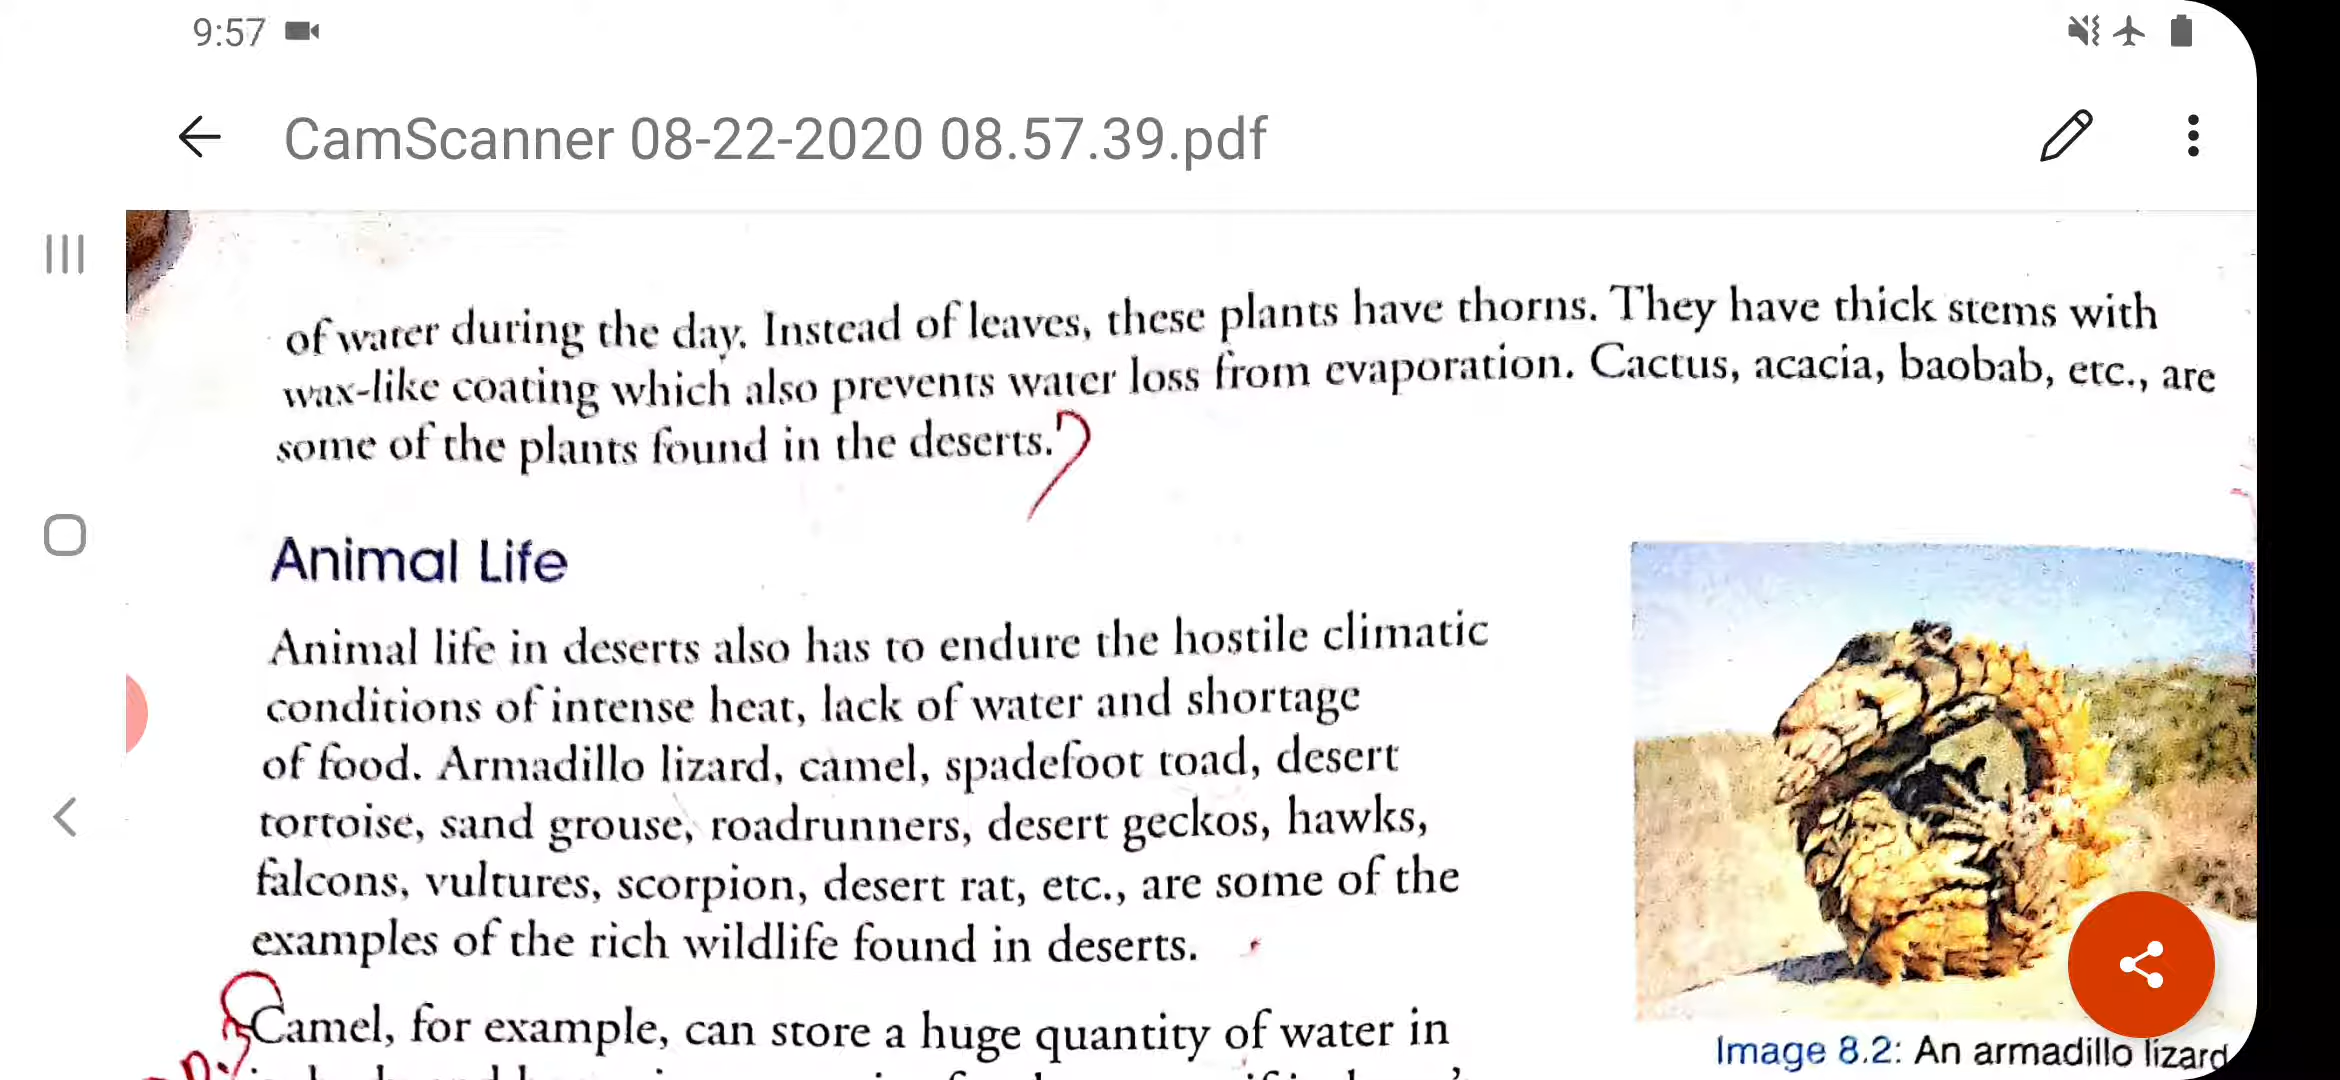 9:57
CamScanner 08-22-2020 08.57.39.pdf
of water during the day. Instead of leaves, these plants have thorns. They have thick stems with
wax-like coating which also prevents water loss from evaporation. Cactus, acacia, baobab, etc., are
some of the plants found in the deserts.
Animal Life
Animal life in deserts also has to endure the hostile climatic
conditions of intense heat, lack of water and shortage
of food. Armadillo lizard, camel, spadefoot toad, desert
tortoise, sand grouse, roadrunners, desert geckos, hawks,
falcons, vultures, scorpion, desert rat, etc., are some of the
examples of the rich wildlife found in deserts.
Camel, for example, can store a huge quantity of water in
Image 8.2: An armadillo lizard